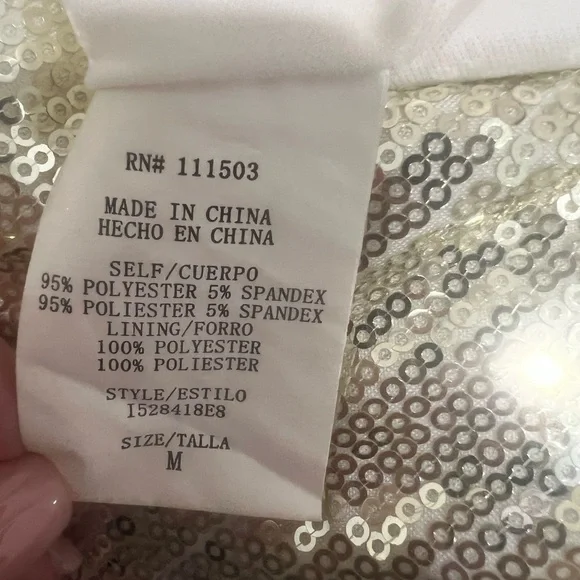 RN# 111503
MADE IN CHINA
HECHO EN CHINA
SELF/CUERPO
95% POLYESTER 5% SPANDEX
95% POLIESTER 5% SPANDEX
LINING/FORRO
100% POLYESTER
100% POLIESTER
STYLE/ESTILO
I528418E8
SIZE/TALLA
M